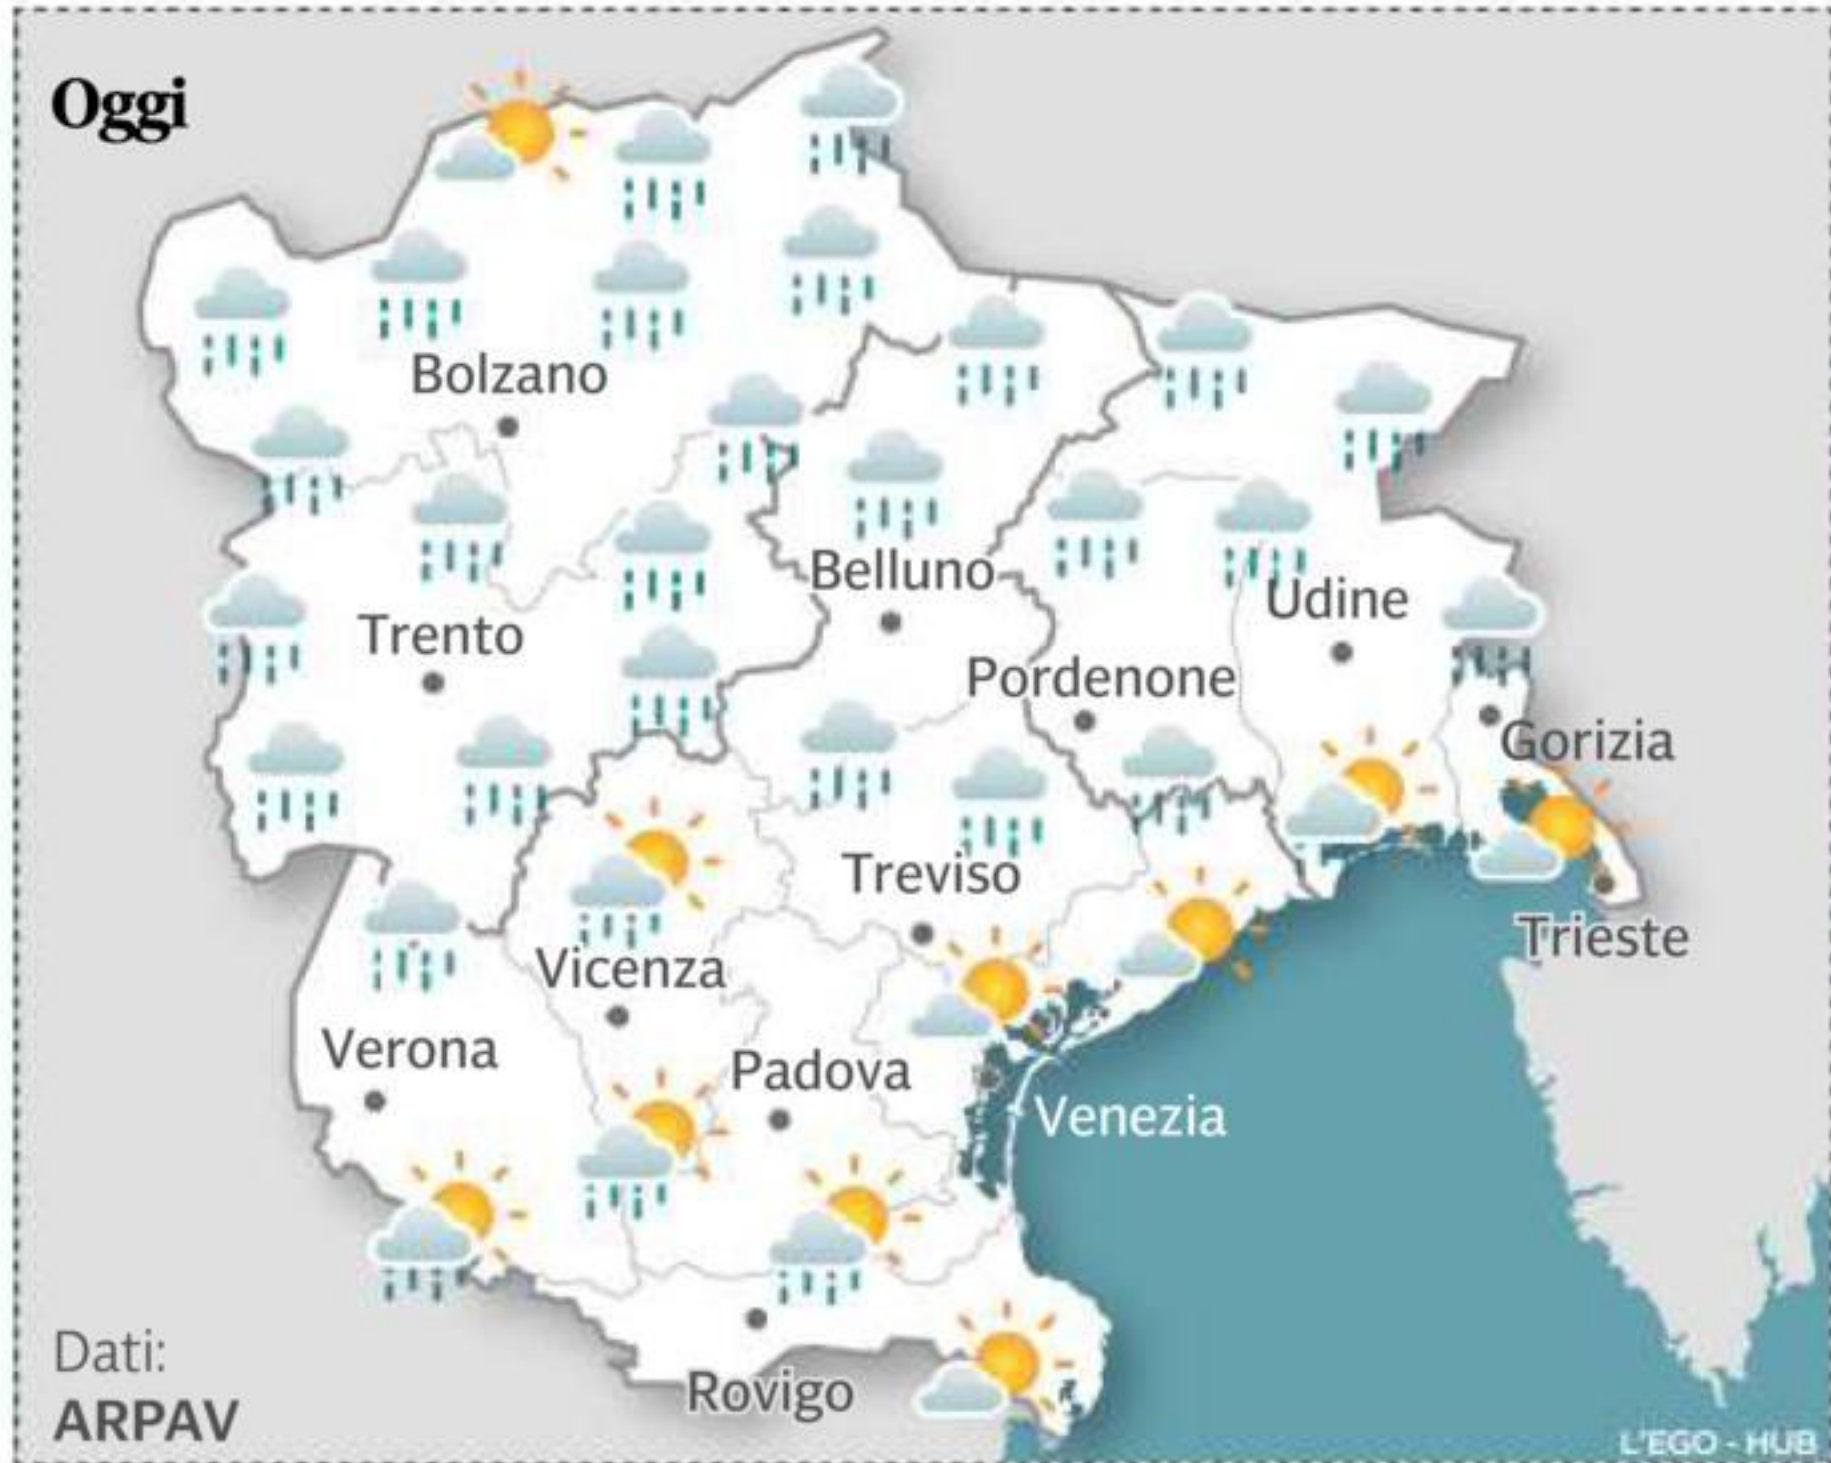 Oggi
Bolzano
Belluno
Udine
Trento
Pordenone
Gorizia
Treviso
Trieste
Vicenza
Verona
Padova
Venezia
Rovigo
Dati:
ARPAV
L'EGO - HUB